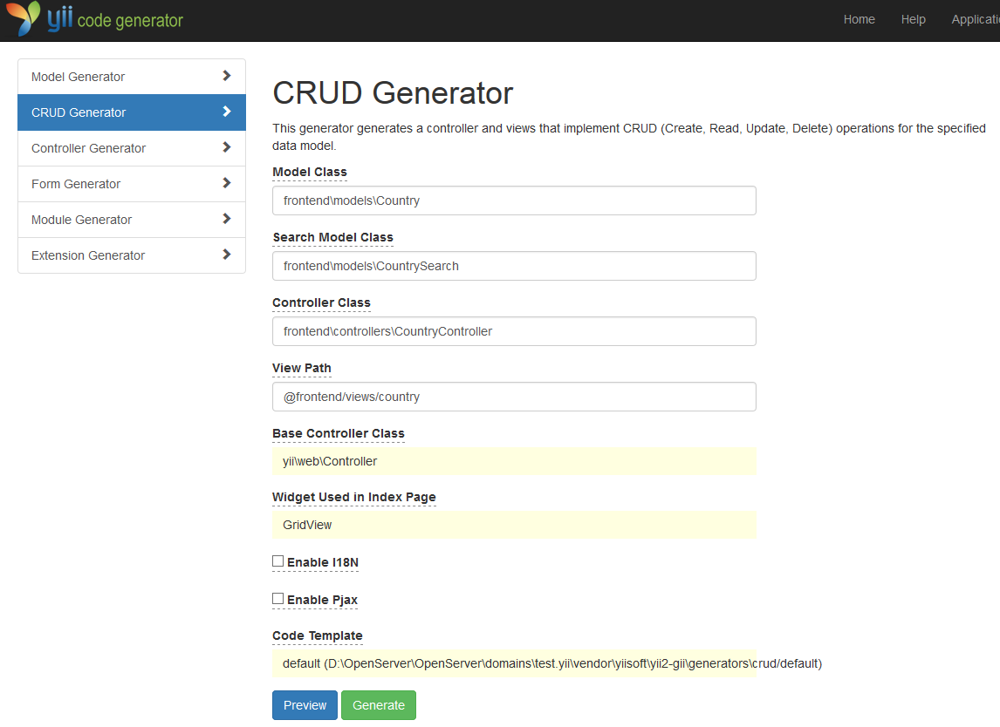 yii code generator
Home Help Applicati
Model Generator
CRUD Generator
Controller Generator
Form Generator
Module Generator
Extension Generator
CRUD Generator
This generator generates a controller and views that implement CRUD (Create, Read, Update, Delete) operations for the specified
data model.
Model Class
frontend\models\Country
Search Model Class
frontend\models\CountrySearch
Controller Class
frontend\controllers\CountryController
View Path
@frontend/views/country
Base Controller Class
yii\web\Controller
Widget Used in Index Page
GridView
Enable I18N
Enable Pjax
Code Template
default (D:\OpenServer\OpenServer\domains\test.yii\vendor\yiisoft\yii2-gii\generators\crud/default)
Preview Generate